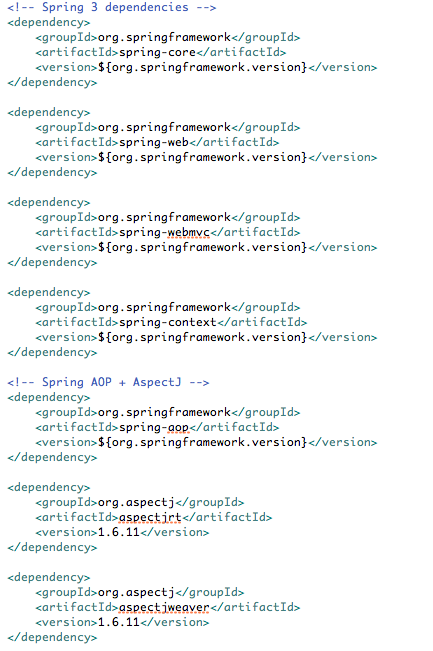 <!-- Spring 3 dependencies -->
<dependency>
<groupId>org.springframework</groupId>
<artifactId>spring-core</artifactId>
<version>${org.springframework.version}</version>
</dependency>
<dependency>
<groupId>org.springframework</groupId>
<artifactId>spring-web</artifactId>
<version>${org.springframework.version}</version>
</dependency>
<dependency>
<groupId>org.springframework</groupId>
<artifactId>spring-webmvc</artifactId>
<version>${org.springframework.version}</version>
</dependency>
<dependency>
<groupId>org.springframework</groupId>
<artifactId>spring-context</artifactId>
<version>${org.springframework.version}</version>
</dependency>
<!-- Spring AOP + AspectJ -->
<dependency>
<groupId>org.springframework</groupId>
<artifactId>spring-aop</artifactId>
<version>${org.springframework.version}</version>
</dependency>
<dependency>
<groupId>org.aspectj</groupId>
<artifactId>aspectjrt</artifactId>
<version>1.6.11</version>
</dependency>
<dependency>
<groupId>org.aspectj</groupId>
<artifactId>aspectjweaver</artifactId>
<version>1.6.11</version>
</dependency>